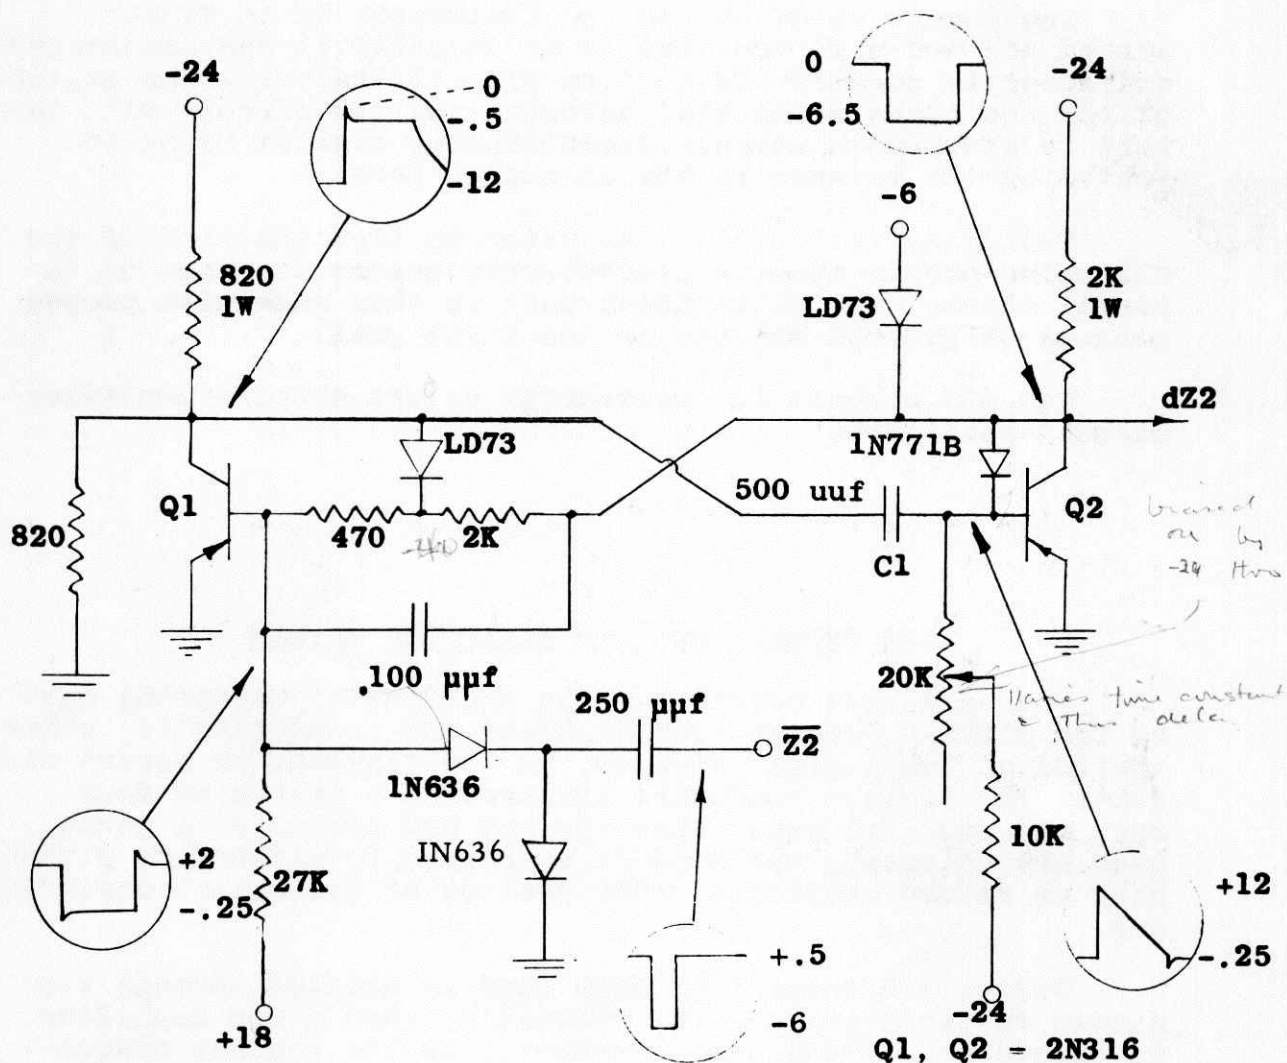 -24
0
-.5
-12
0
-6.5
-24
-6
820
1W
LD73
2K
1W
dZ2
LD73
1N771B
Q1
500 uuf
Q2
820
470
2K
C1
biased
on by
-24 thru
20K
time constant
& thus delay
.100 μμf
250 μμf
Z2
1N636
+2
-.25
27K
IN636
10K
+12
-.25
+.5
-6
+18
-24
Q1, Q2 = 2N316